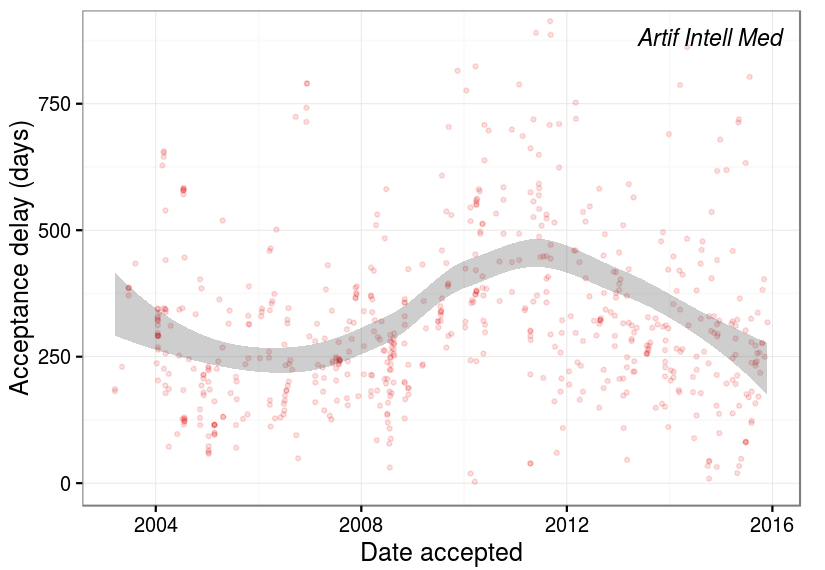 Artif Intell Med
Acceptance delay (days)
750
500
250
0
2004 2008 2012 2016
Date accepted